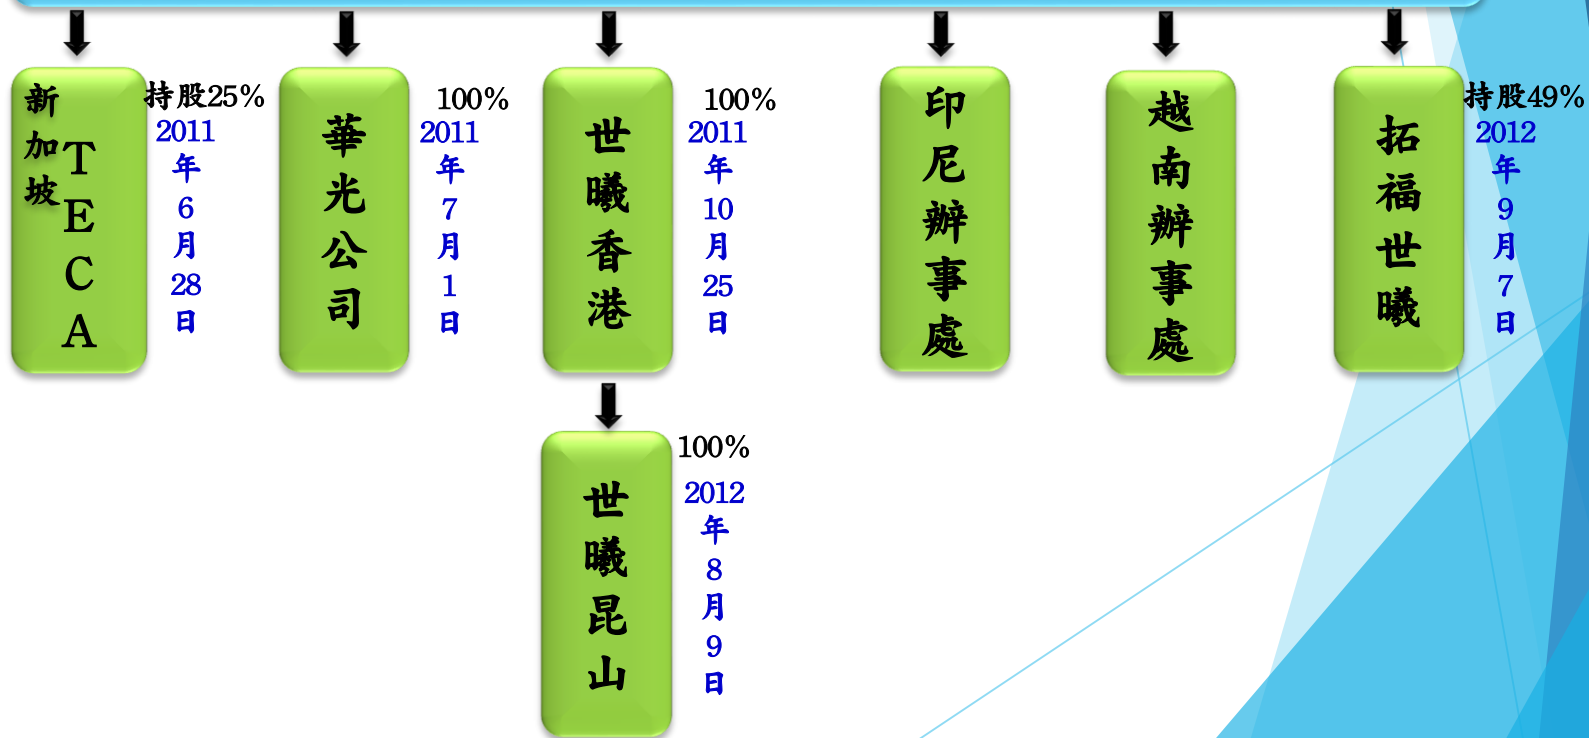 新加坡
TECA
持股25%
2011年6月28日
華光公司
100%
2011年7月1日
世曦香港
100%
2011年10月25日
印尼辦事處
越南辦事處
拓福世曦
持股49%
2012年9月7日
世曦昆山
100%
2012年8月9日